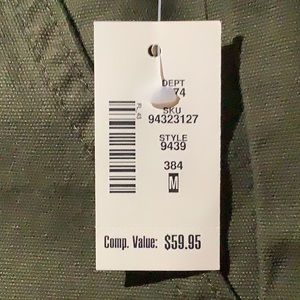 DEPT
74
SKU
94323127
STYLE
9439
384
M
Comp. Value: $59.95